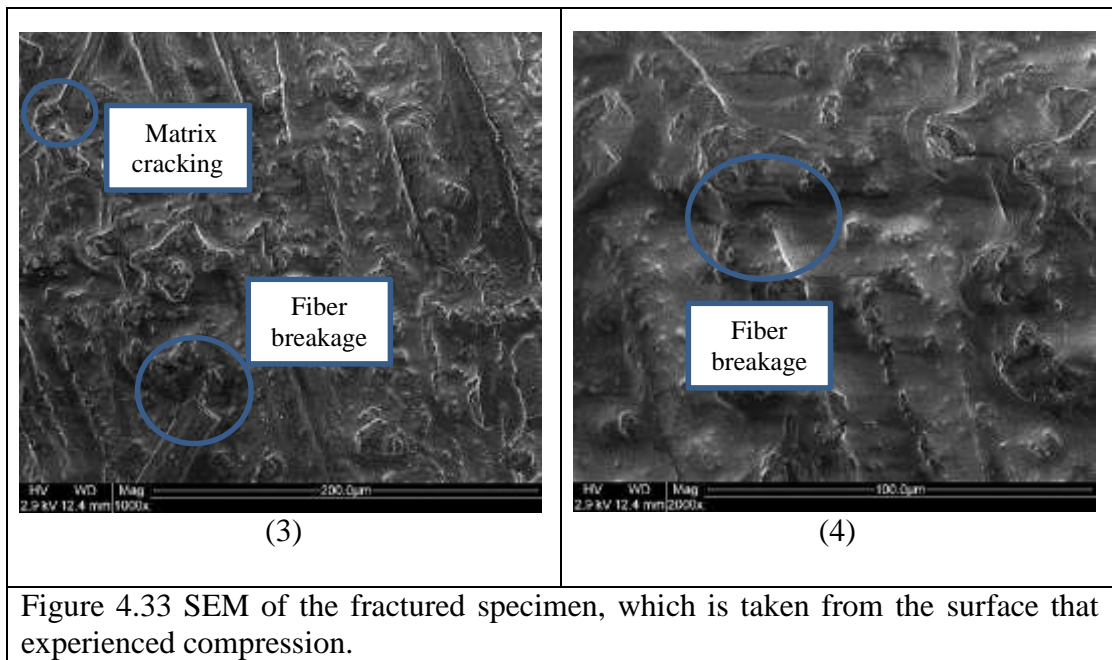 Matrix
cracking
Fiber
breakage
HV WD Mag 200.0µm
2.9 kV 12.4 mm 1000x
(3)
Fiber
breakage
HV WD Mag 100.0µm
2.9 kV 12.4 mm 2000x
(4)
Figure 4.33 SEM of the fractured specimen, which is taken from the surface that
experienced compression.